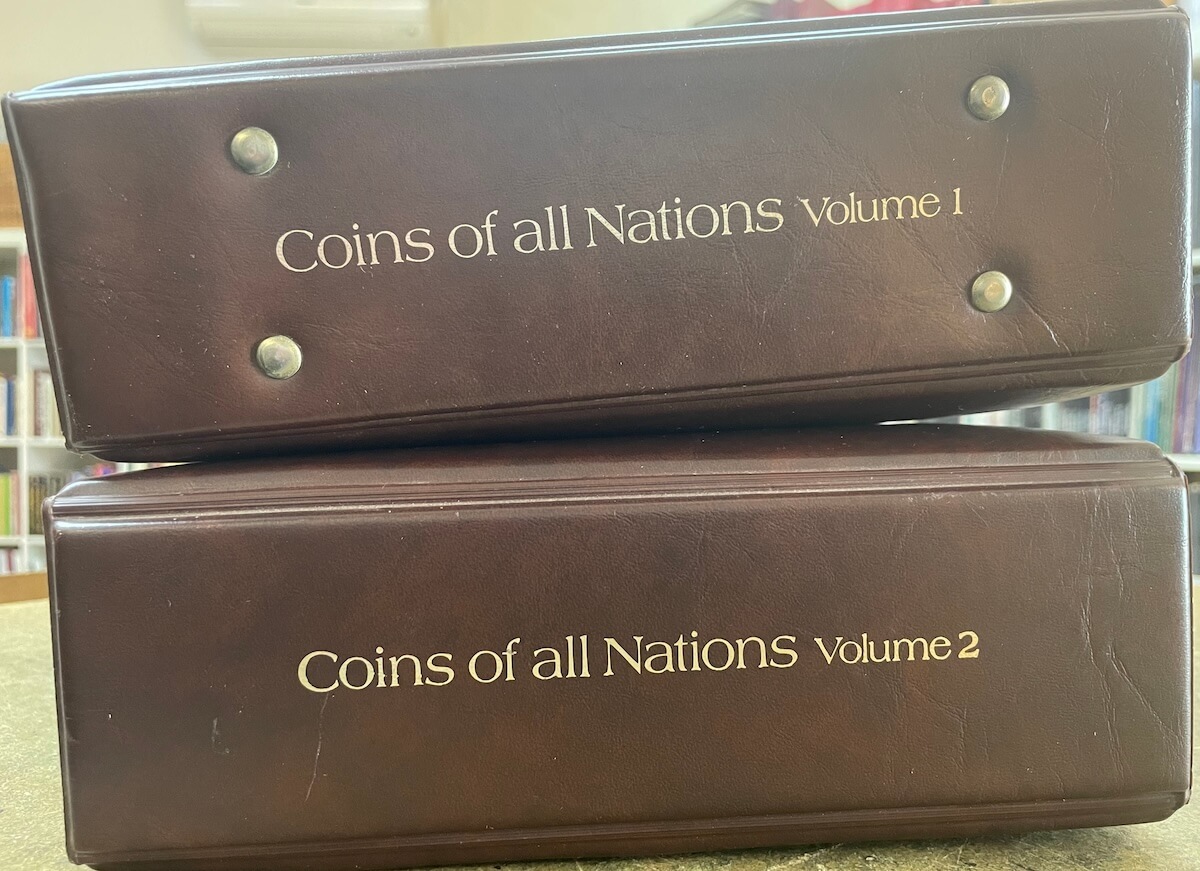 Coins of all Nations Volume 1
Coins of all Nations Volume 2